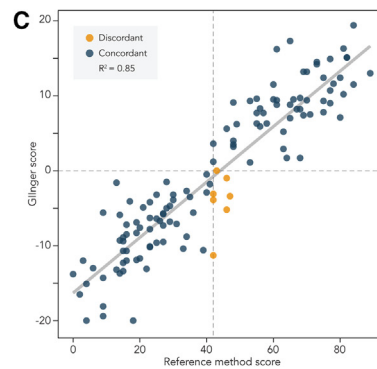 C
Discordant
Concordant
R² = 0.85
20
10
0
-10
-20
Glinger score
0
20
40
60
80
Reference method score